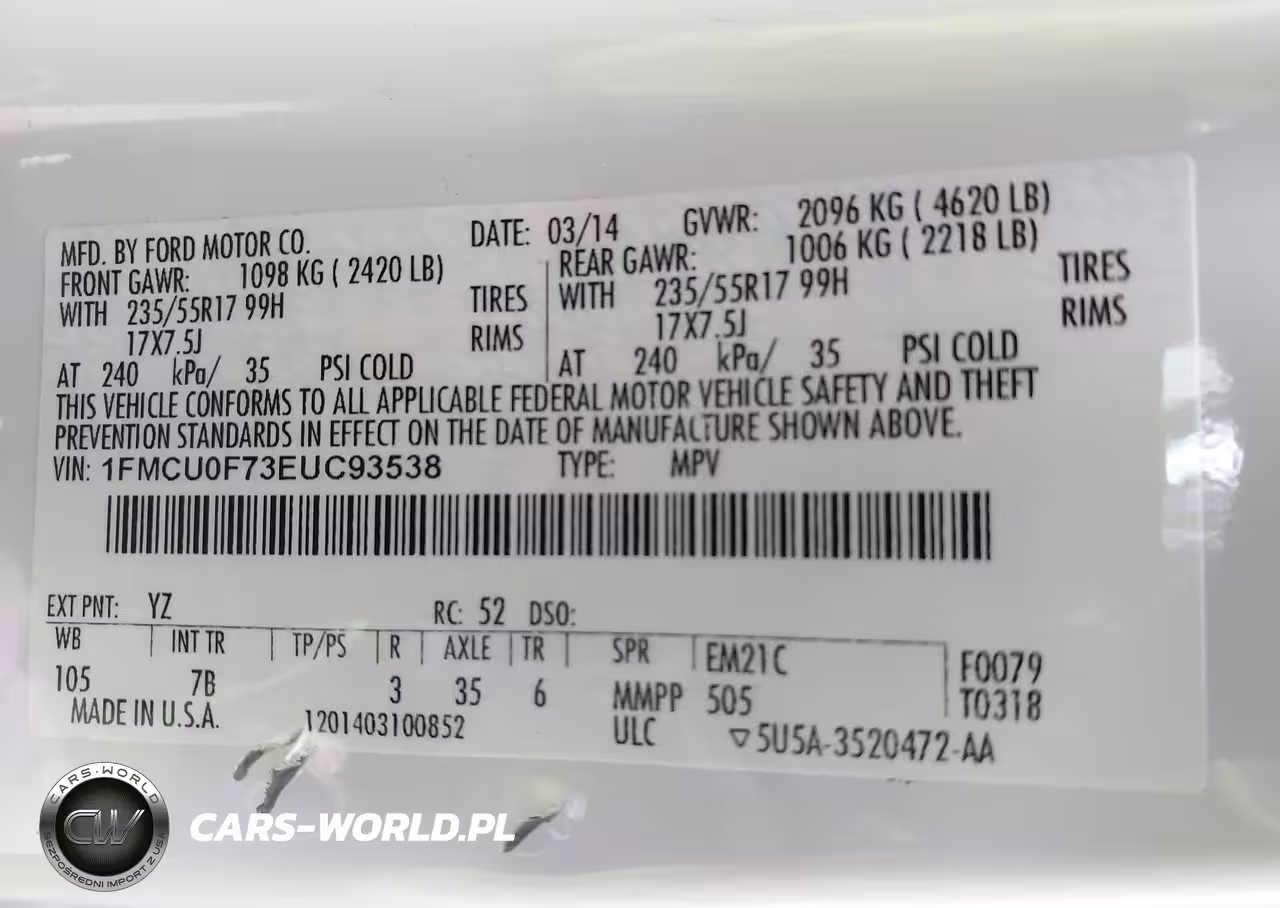 MFD. BY FORD MOTOR CO. DATE: 03/14 GVWR: 2096 KG ( 4620 LB)
FRONT GAWR: 1098 KG ( 2420 LB) REAR GAWR: 1006 KG ( 2218 LB)
WITH 235/55R17 99H TIRES WITH 235/55R17 99H TIRES
17X7.5J RIMS 17X7.5J RIMS
AT 240 kPa/ 35 PSI COLD AT 240 kPa/ 35 PSI COLD
THIS VEHICLE CONFORMS TO ALL APPLICABLE FEDERAL MOTOR VEHICLE SAFETY AND THEFT
PREVENTION STANDARDS IN EFFECT ON THE DATE OF MANUFACTURE SHOWN ABOVE.
VIN: 1FMCU0F73EUC93538 TYPE: MPV
EXT PNT: YZ RC: 52 DSO:
WB INT TR TP/PS R AXLE TR SPR EM21C F0079
105 7B 3 35 6 MMPP 505 T0318
MADE IN U.S.A. 1201403100852 ULC ▽5U5A-3520472-AA
CARS-WORLD
CW
BEZPOŚREDNI IMPORT Z USA
CARS-WORLD.PL